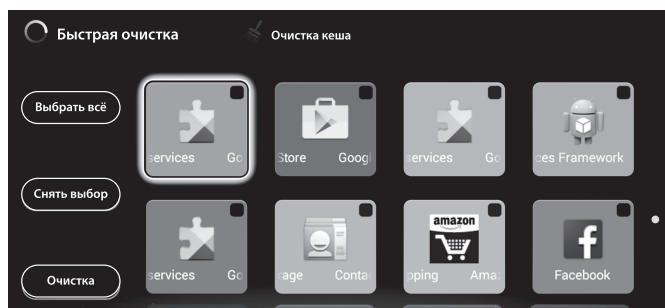 Быстрая очистка
Очистка кеша
Выбрать всё
services Go
Store Googl
services Go
ces Framework
Снять выбор
amazon
services Go
rage Conta
pping Ama
Facebook
Очистка